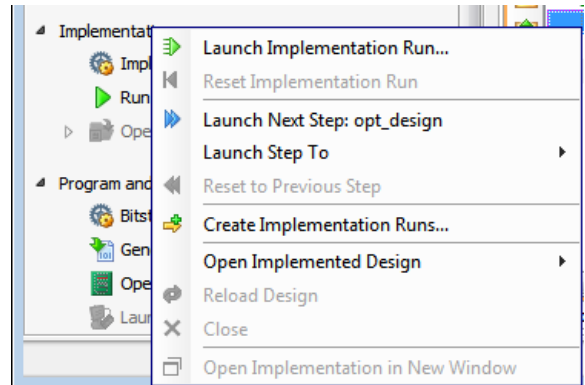 Implementat
Launch Implementation Run...
Impl
Reset Implementation Run
Run
Launch Next Step: opt_design
Ope
Launch Step To
Program and
Reset to Previous Step
Bitst
Create Implementation Runs...
Gen
Open Implemented Design
Ope
Reload Design
Laun
Close
Open Implementation in New Window